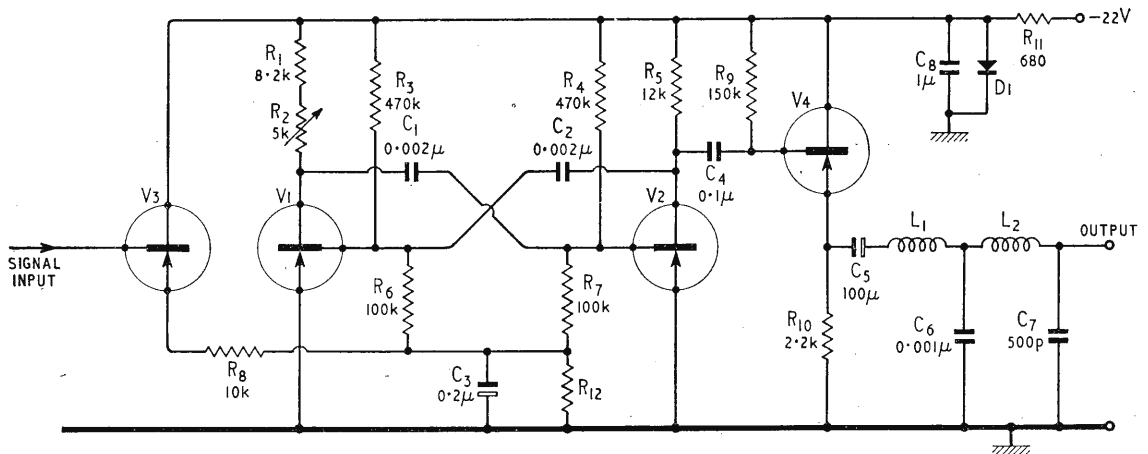 -22V
R11
680
R1
8·2k
R2
5k
R3
470k
C1
0·002μ
C2
0·002μ
R4
470k
R5
12k
R9
150k
C8
1μ
D1
V3
V1
V2
V4
C4
0·1μ
SIGNAL
INPUT
R6
100k
R7
100k
R8
10k
C3
0·2μ
R12
R10
2·2k
C5
100μ
L1
L2
OUTPUT
C6
0·001μ
C7
500p